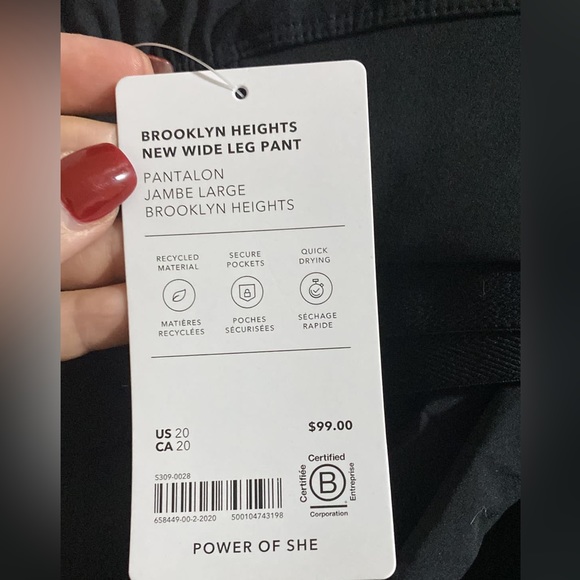 BROOKLYN HEIGHTS
NEW WIDE LEG PANT
PANTALON
JAMBE LARGE
BROOKLYN HEIGHTS
RECYCLED
MATERIAL
SECURE
POCKETS
QUICK
DRYING
MATIÈRES
RECYCLÉES
POCHES
SÉCURISÉES
SÉCHAGE
RAPIDE
US 20
CA 20
$99.00
S309-0028
658449-00-2-2020 500104743198
Certified
Certifiée
B
Entreprise
Corporation
POWER OF SHE